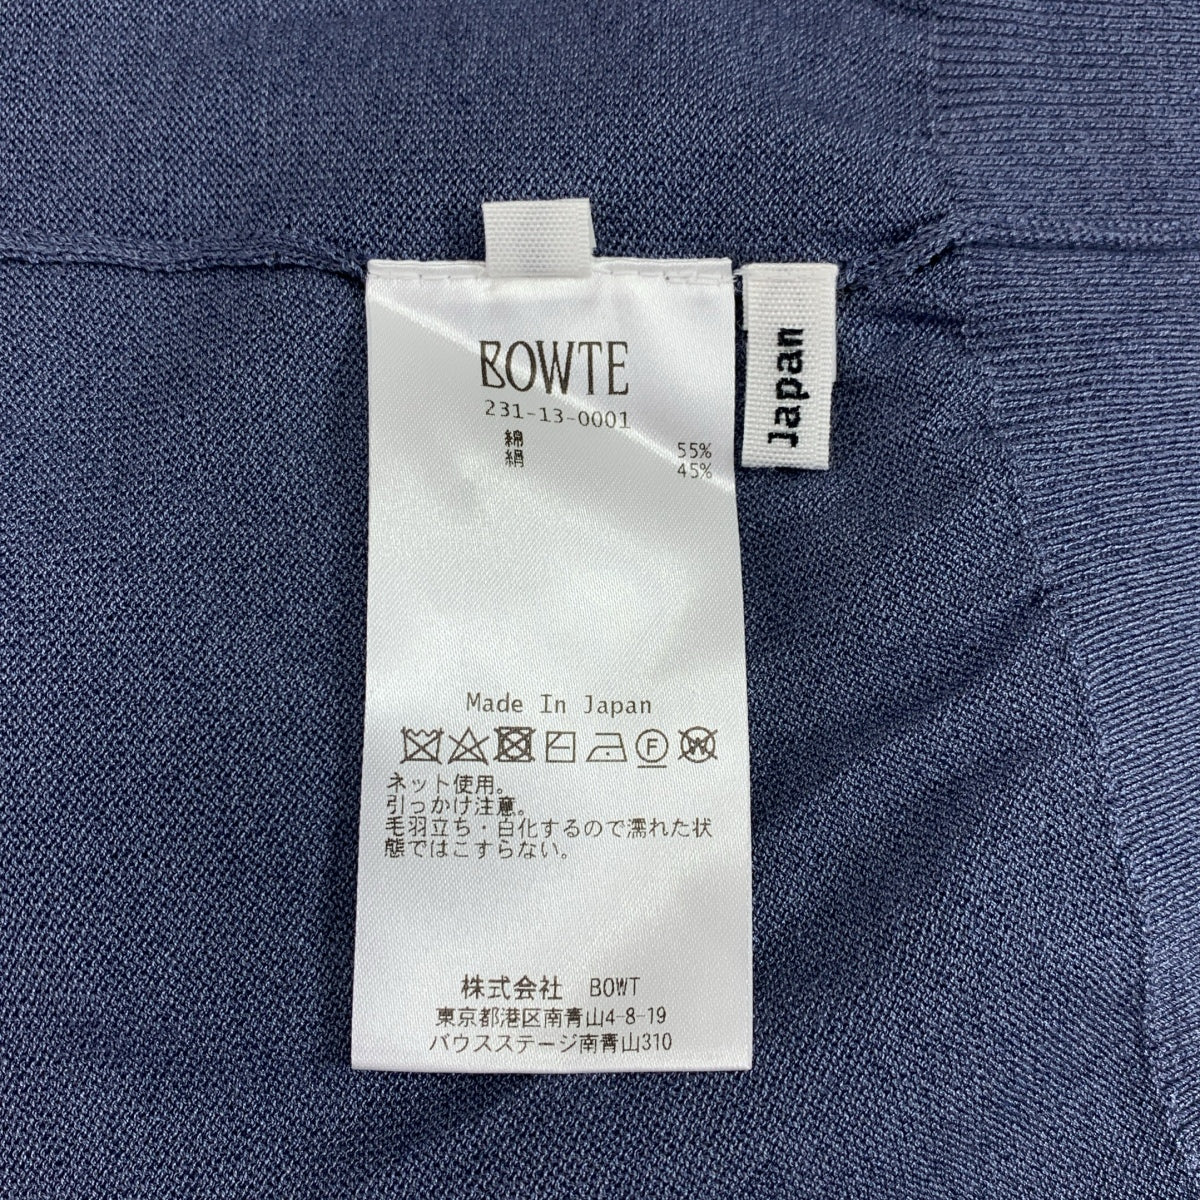 BOWTE
231-13-0001
綿 55%
絹 45%
Japan
Made In Japan
F W
ネット使用。
引っかけ注意。
毛羽立ち・白化するので濡れた状
態ではこすらない。
株式会社 BOWT
東京都港区南青山4-8-19
バウスステージ南青山310